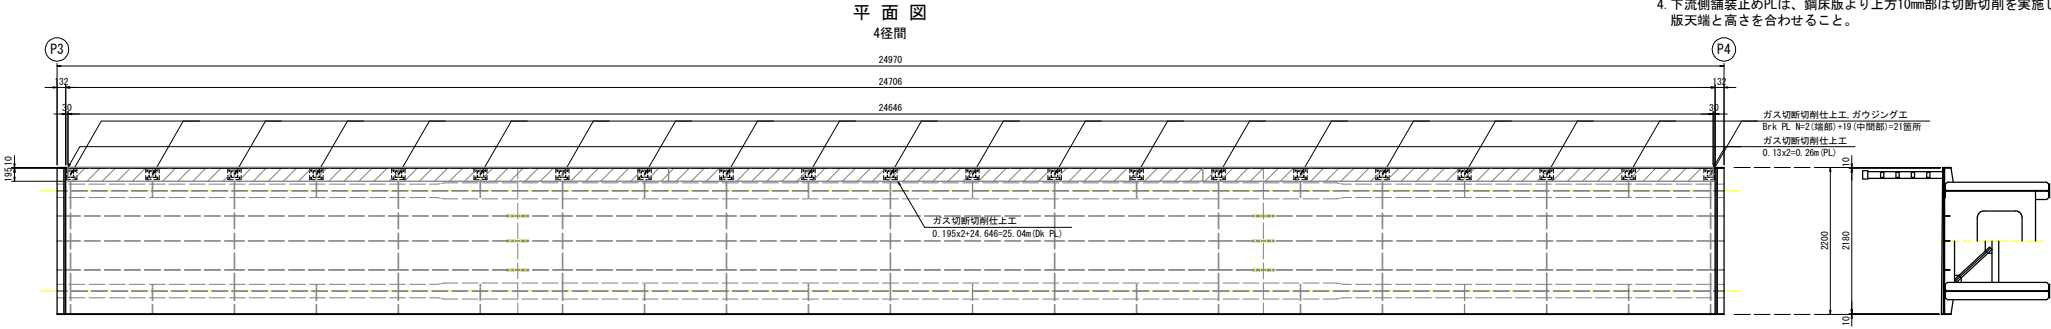 平 面 図
4径間
4. 下流側舗装止めPLは、鋼床版より上方10mm部は切断切削を実施し
版天端と高さを合わせること。
P3
P4
24970
132
24706
132
30
24646
30
ガス切断切削仕上工, ガウジング工
Brk PL N=2(端部)+19(中間部)=21箇所
ガス切断切削仕上工
0.13x2=0.26m(PL)
10
195
ガス切断切削仕上工
0.195x2+24.646=25.04m(Dk PL)
10
2200
2180
10